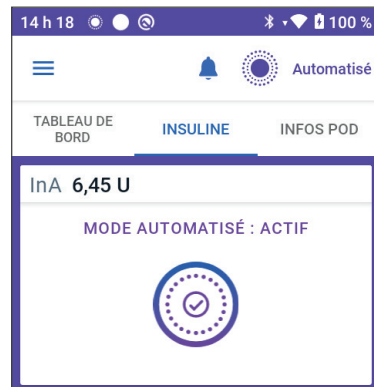 14 h 18 100 %
Automatisé
TABLEAU DE
BORD
INSULINE
INFOS POD
InA 6,45 U
MODE AUTOMATISÉ : ACTIF